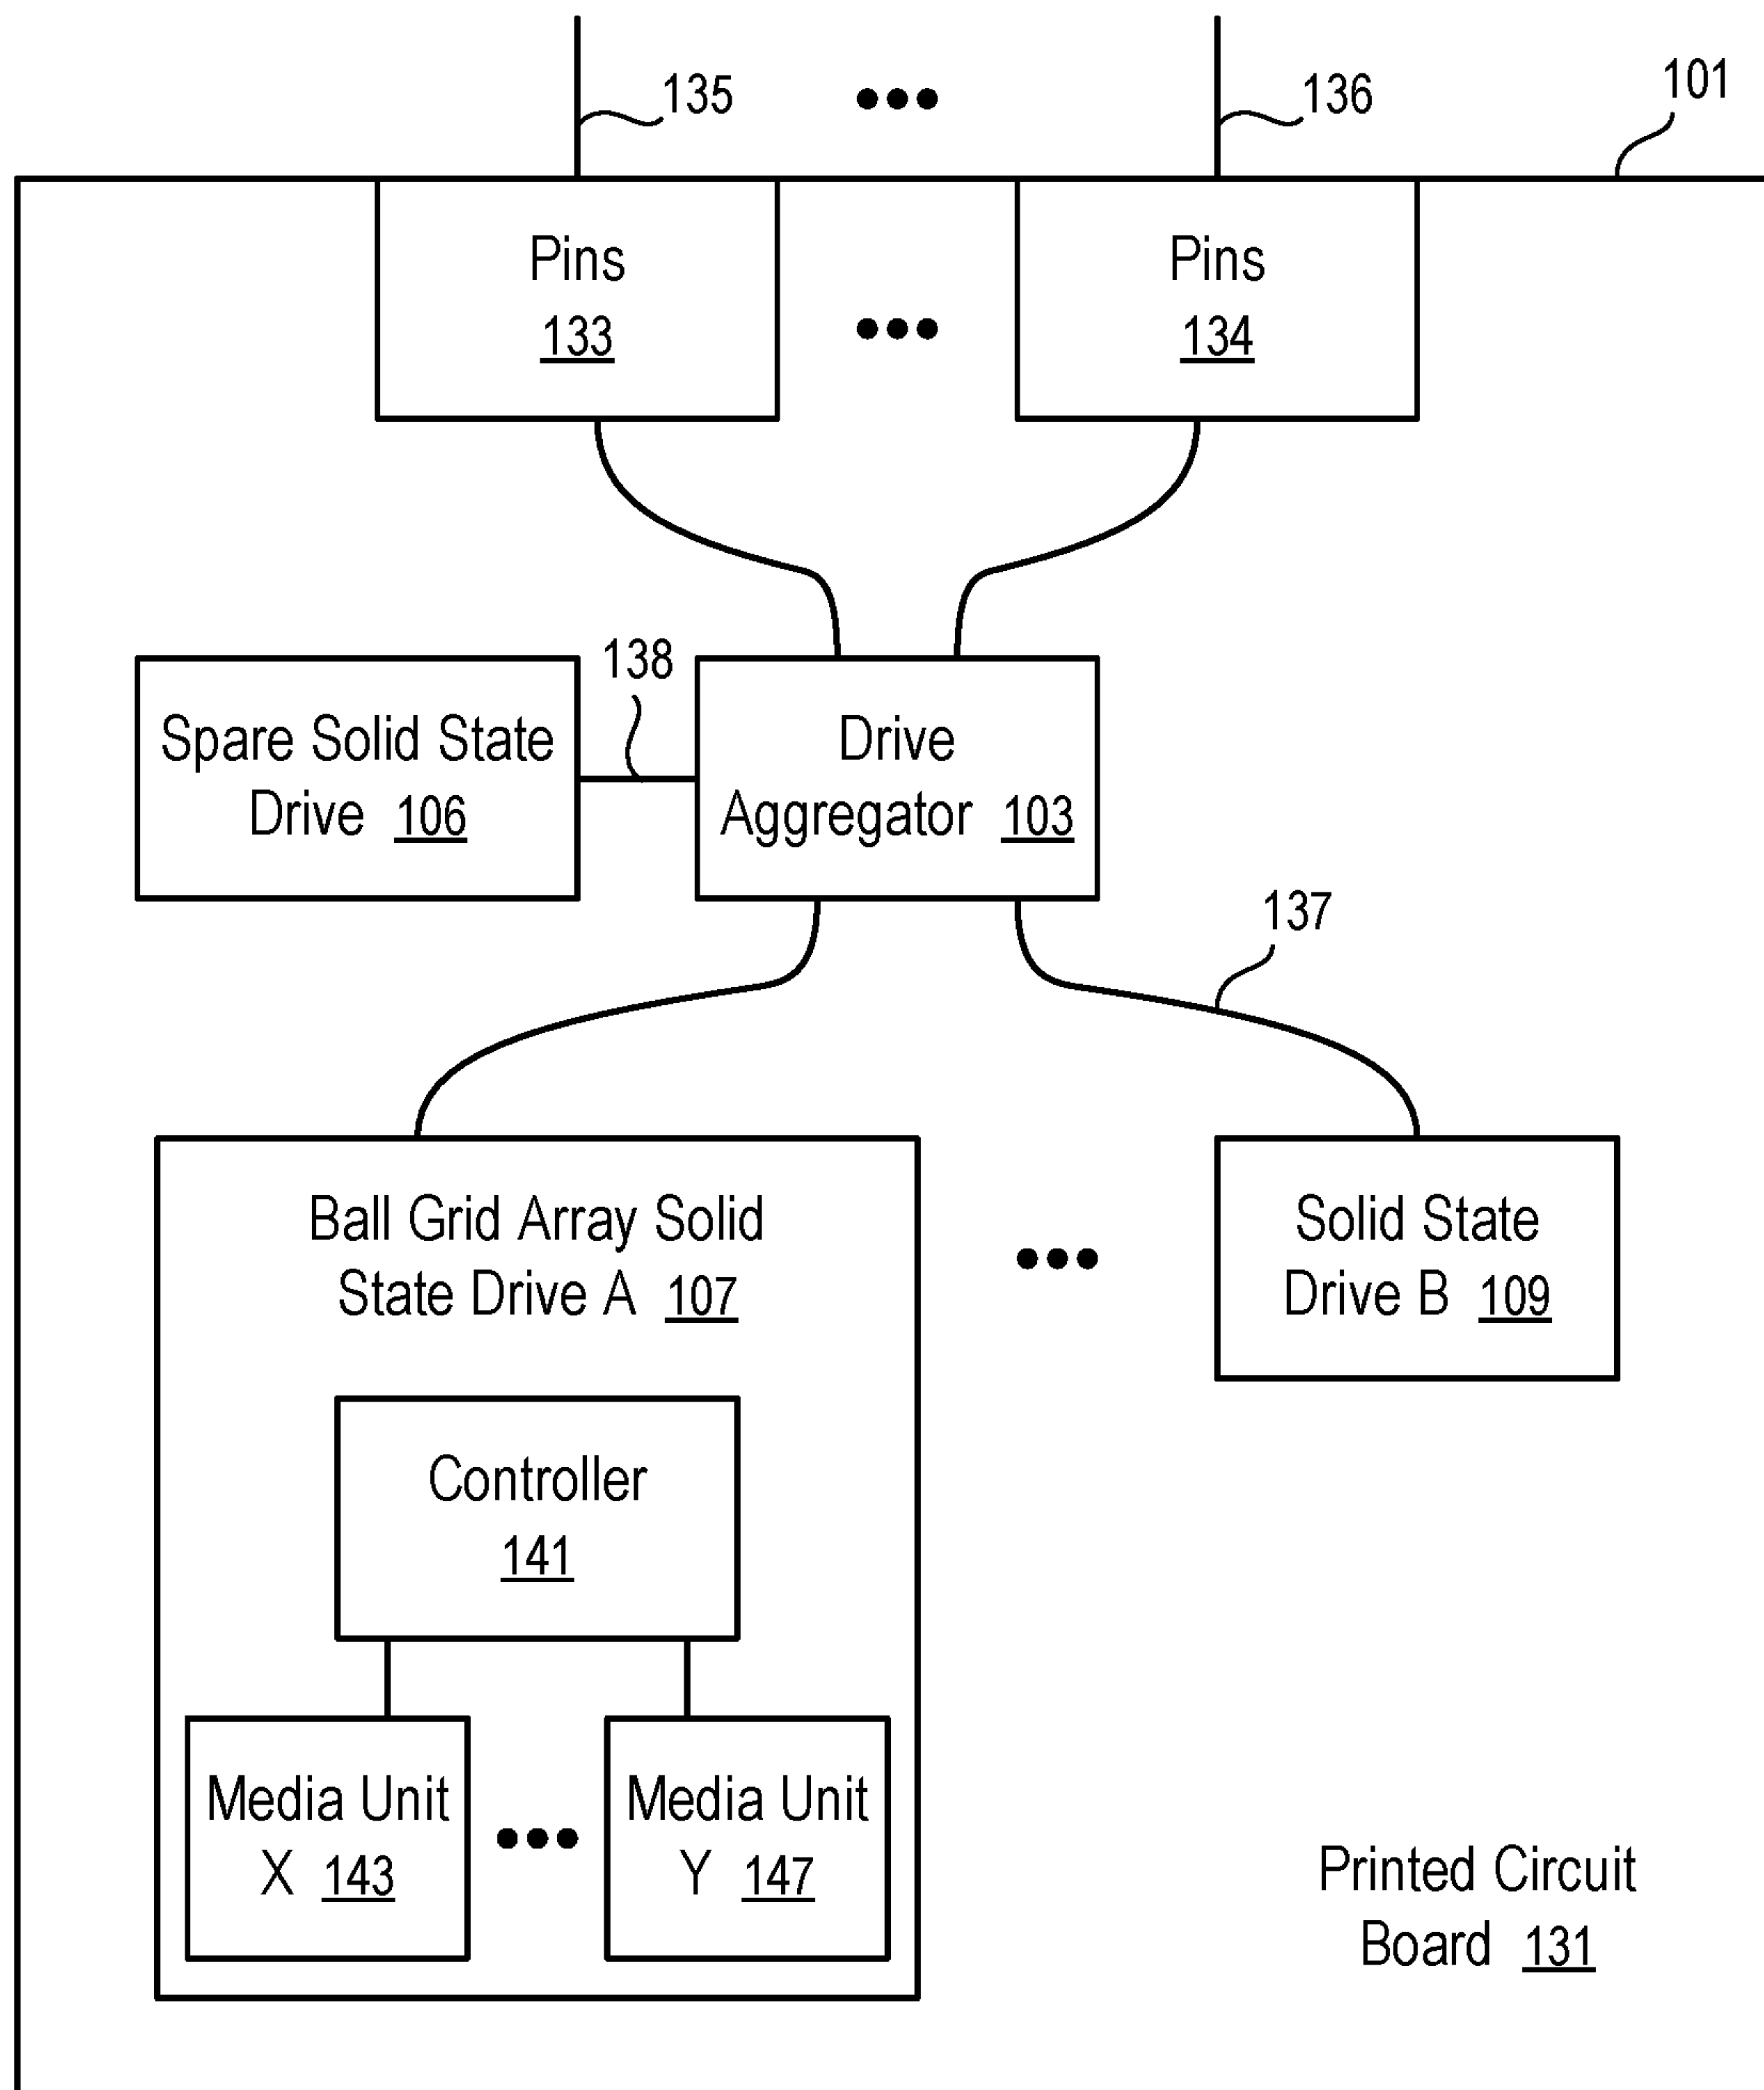 135
136
101
Pins
133
Pins
134
138
Spare Solid State
Drive 106
Drive
Aggregator 103
137
Ball Grid Array Solid
State Drive A 107
Solid State
Drive B 109
Controller
141
Media Unit
X 143
Media Unit
Y 147
Printed Circuit
Board 131